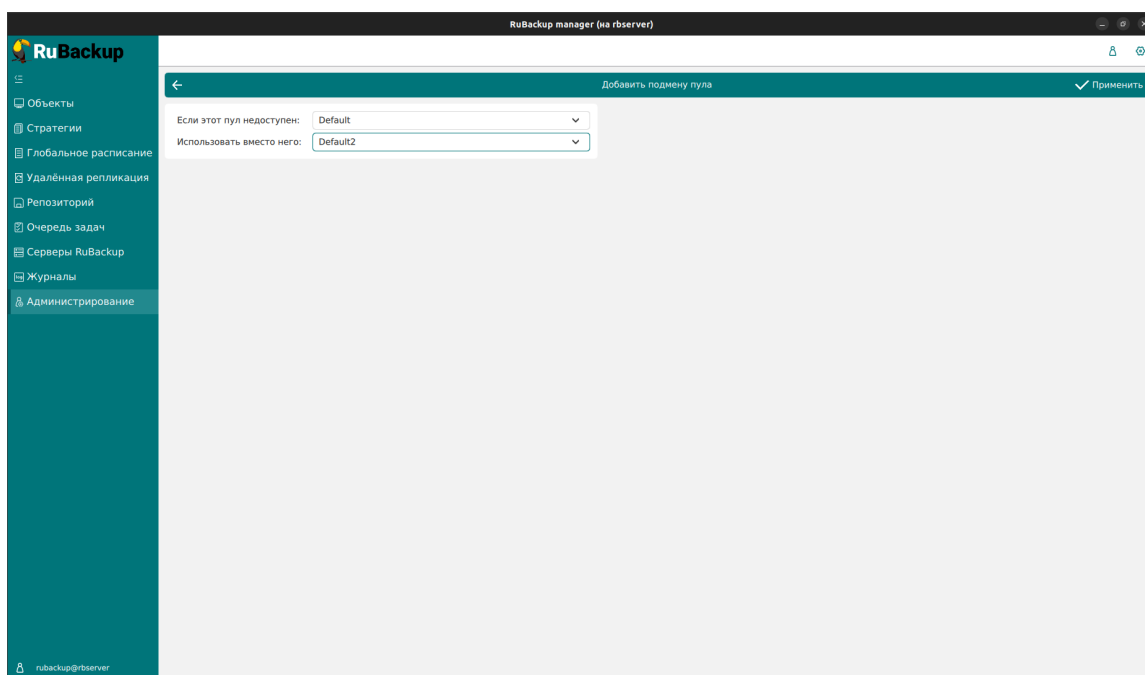 RuBackup manager (на rbserver)
RuBackup
Добавить подмену пула
Применить
Объекты
Стратегии
Глобальное расписание
Удалённая репликация
Репозиторий
Очередь задач
Серверы RuBackup
Журналы
Администрирование
Если этот пул недоступен: Default
Использовать вместо него: Default2
rubackup@rbserver